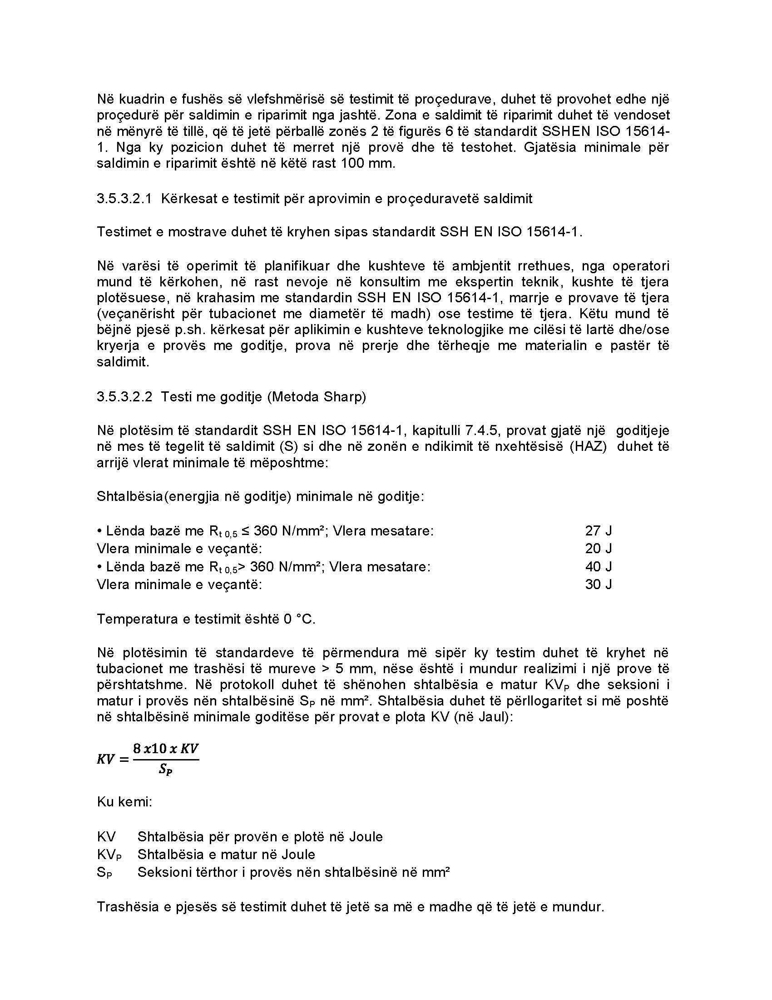 Në kuadrin e fushës së vlefshmërisë së testimit të proçedurave, duhet të provohet edhe një
proçedurë për saldimin e riparimit nga jashtë. Zona e saldimit të riparimit duhet të vendoset
në mënyrë të tillë, që të jetë përballë zonës 2 të figurës 6 të standardit SSHEN ISO 15614-
1. Nga ky pozicion duhet të merret një provë dhe të testohet. Gjatësia minimale për
saldimin e riparimit është në këtë rast 100 mm.
3.5.3.2.1 Kërkesat e testimit për aprovimin e proçeduravetë saldimit
Testimet e mostrave duhet të kryhen sipas standardit SSH EN ISO 15614-1.
Në varësi të operimit të planifikuar dhe kushteve të ambjentit rrethues, nga operatori
mund të kërkohen, në rast nevoje në konsultim me ekspertin teknik, kushte të tjera
plotësuese, në krahasim me standardin SSH EN ISO 15614-1, marrje e provave të tjera
(veçanërisht për tubacionet me diametër të madh) ose testime të tjera. Këtu mund të
bëjnë pjesë p.sh. kërkesat për aplikimin e kushteve teknologjike me cilësi të lartë dhe/ose
kryerja e provës me goditje, prova në prerje dhe tërheqje me materialin e pastër të
saldimit.
3.5.3.2.2 Testi me goditje (Metoda Sharp)
Në plotësim të standardit SSH EN ISO 15614-1, kapitulli 7.4.5, provat gjatë një goditjeje
në mes të tegelit të saldimit (S) si dhe në zonën e ndikimit të nxehtësisë (HAZ) duhet të
arrijë vlerat minimale të mëposhtme:
Shtalbësia(energjia në goditje) minimale në goditje:
• Lënda bazë me Rt 0,5 ≤ 360 N/mm²; Vlera mesatare: 27 J
Vlera minimale e veçantë: 20 J
• Lënda bazë me Rt 0,5> 360 N/mm²; Vlera mesatare: 40 J
Vlera minimale e veçantë: 30 J
Temperatura e testimit është 0 °C.
Në plotësimin të standardeve të përmendura më sipër ky testim duhet të kryhet në
tubacionet me trashësi të mureve > 5 mm, nëse është i mundur realizimi i një prove të
përshtatshme. Në protokoll duhet të shënohen shtalbësia e matur KVP dhe seksioni i
matur i provës nën shtalbësinë SP në mm². Shtalbësia duhet të përllogaritet si më poshtë
në shtalbësinë minimale goditëse për provat e plota KV (në Jaul):
KV = 8 x10 x KV / SP
Ku kemi:
KV Shtalbësia për provën e plotë në Joule
KVP Shtalbësia e matur në Joule
SP Seksioni tërthor i provës nën shtalbësinë në mm²
Trashësia e pjesës së testimit duhet të jetë sa më e madhe që të jetë e mundur.